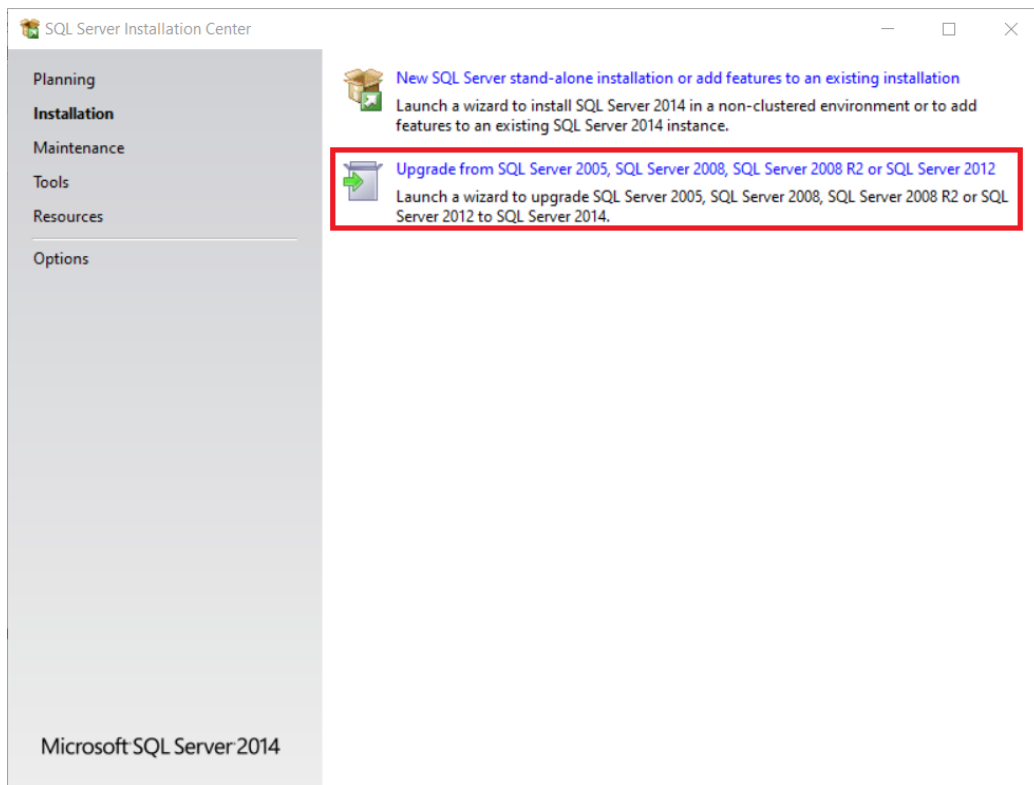 SQL Server Installation Center
Planning
Installation
Maintenance
Tools
Resources
Options
New SQL Server stand-alone installation or add features to an existing installation
Launch a wizard to install SQL Server 2014 in a non-clustered environment or to add
features to an existing SQL Server 2014 instance.
Upgrade from SQL Server 2005, SQL Server 2008, SQL Server 2008 R2 or SQL Server 2012
Launch a wizard to upgrade SQL Server 2005, SQL Server 2008, SQL Server 2008 R2 or SQL
Server 2012 to SQL Server 2014.
Microsoft SQL Server 2014